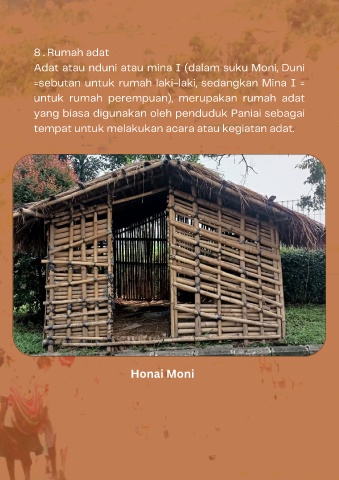 8 . Rumah adat
Adat atau nduni atau mina I (dalam suku Moni, Duni
=sebutan untuk rumah laki-laki, sedangkan Mina I =
untuk rumah perempuan), merupakan rumah adat
yang biasa digunakan oleh penduduk Paniai sebagai
tempat untuk melakukan acara atau kegiatan adat.
Honai Moni